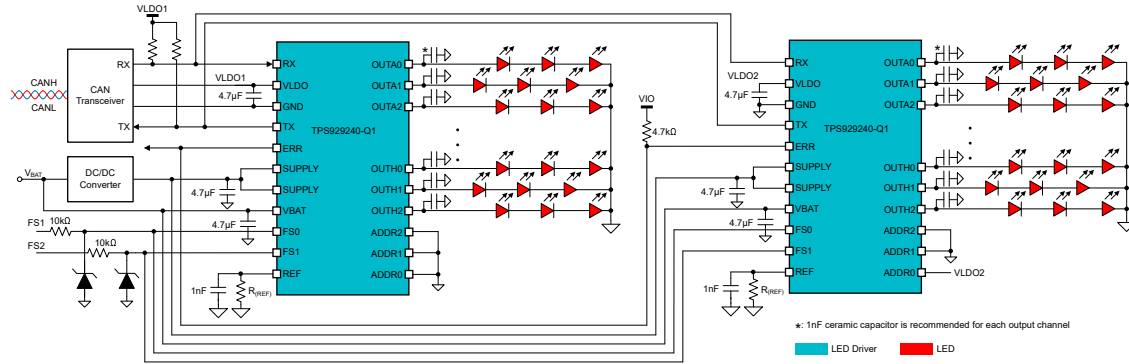 VLDO1
CANH
CANL
CAN
Transceiver
RX
TX
VLDO1
4.7µF
RX
VLDO
GND
TX
ERR
SUPPLY
SUPPLY
VBAT
FS0
FS1
REF
TPS929240-Q1
OUTA0
OUTA1
OUTA2
OUTH0
OUTH1
OUTH2
ADDR2
ADDR1
ADDR0
*
VBAT
DC/DC
Converter
4.7µF
4.7µF
FS1
10kΩ
FS2
10kΩ
1nF
R(REF)
VIO
4.7kΩ
VLDO2
4.7µF
RX
VLDO
GND
TX
ERR
SUPPLY
SUPPLY
VBAT
FS0
FS1
REF
TPS929240-Q1
OUTA0
OUTA1
OUTA2
OUTH0
OUTH1
OUTH2
ADDR2
ADDR1
ADDR0
*
VLDO2
4.7µF
4.7µF
1nF
R(REF)
*: 1nF ceramic capacitor is recommended for each output channel
LED Driver
LED